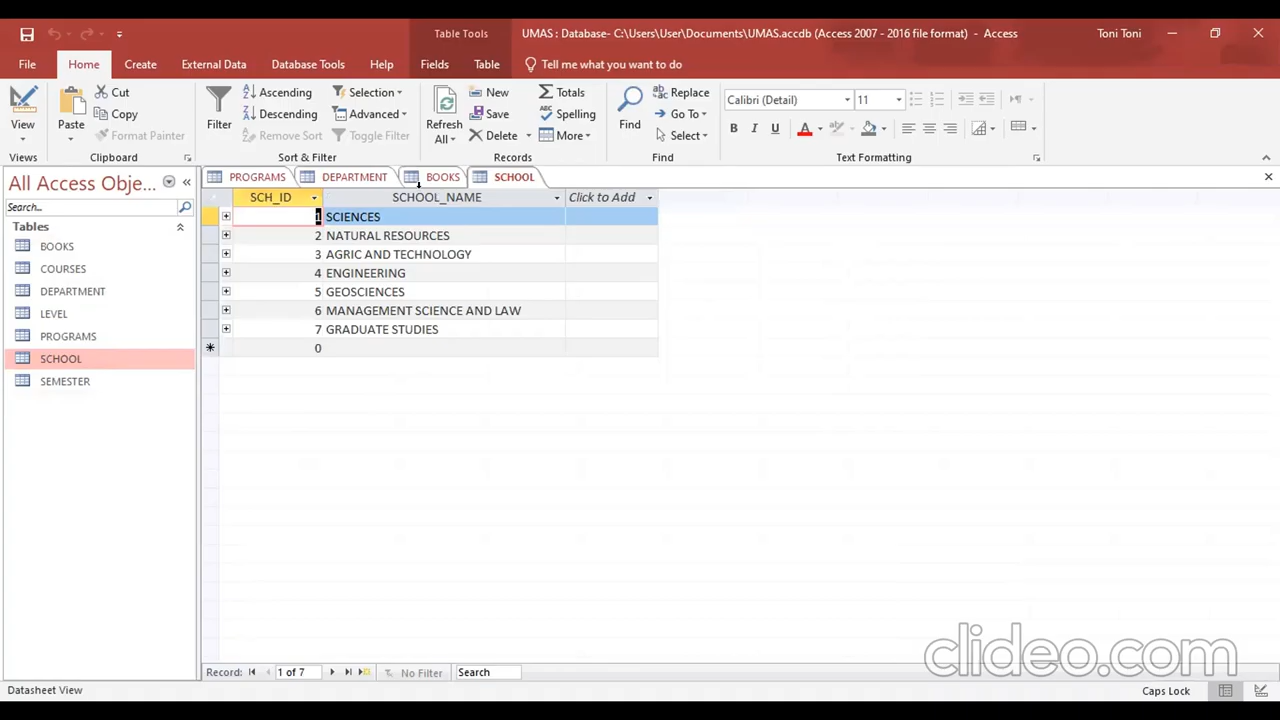 Table Tools
UMAS : Database- C:\Users\User\Documents\UMAS.accdb (Access 2007 - 2016 file format) - Access
Toni Toni
File Home Create External Data Database Tools Help Fields Table Tell me what you want to do
View
Views
Paste
Cut
Copy
Format Painter
Clipboard
Filter
Ascending
Descending
Remove Sort
Selection
Advanced
Toggle Filter
Sort & Filter
Refresh
All
New
Save
Delete
Totals
Spelling
More
Records
Find
Replace
Go To
Select
Find
Calibri (Detail) 11
B I U A
Text Formatting
All Access Obje...
Search...
Tables
BOOKS
COURSES
DEPARTMENT
LEVEL
PROGRAMS
SCHOOL
SEMESTER
PROGRAMS DEPARTMENT BOOKS SCHOOL
SCH_ID SCHOOL_NAME Click to Add
1 SCIENCES
2 NATURAL RESOURCES
3 AGRIC AND TECHNOLOGY
4 ENGINEERING
5 GEOSCIENCES
6 MANAGEMENT SCIENCE AND LAW
7 GRADUATE STUDIES
0
clideo.com
Record: 1 of 7 No Filter Search
Datasheet View
Caps Lock